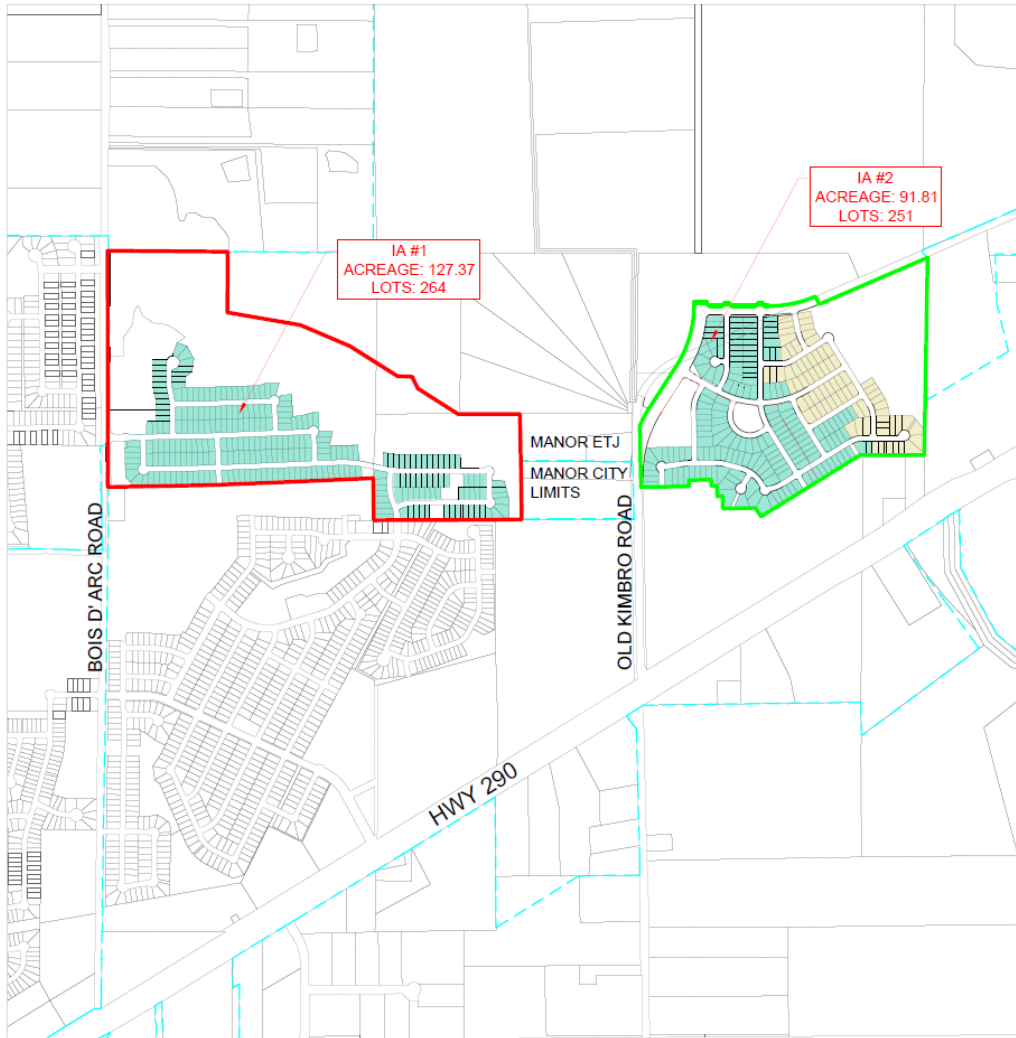 IA #2
ACREAGE: 91.81
LOTS: 251
IA #1
ACREAGE: 127.37
LOTS: 264
MANOR ETJ
MANOR CITY
LIMITS
BOIS D' ARC ROAD
OLD KIMBRO ROAD
HWY 290